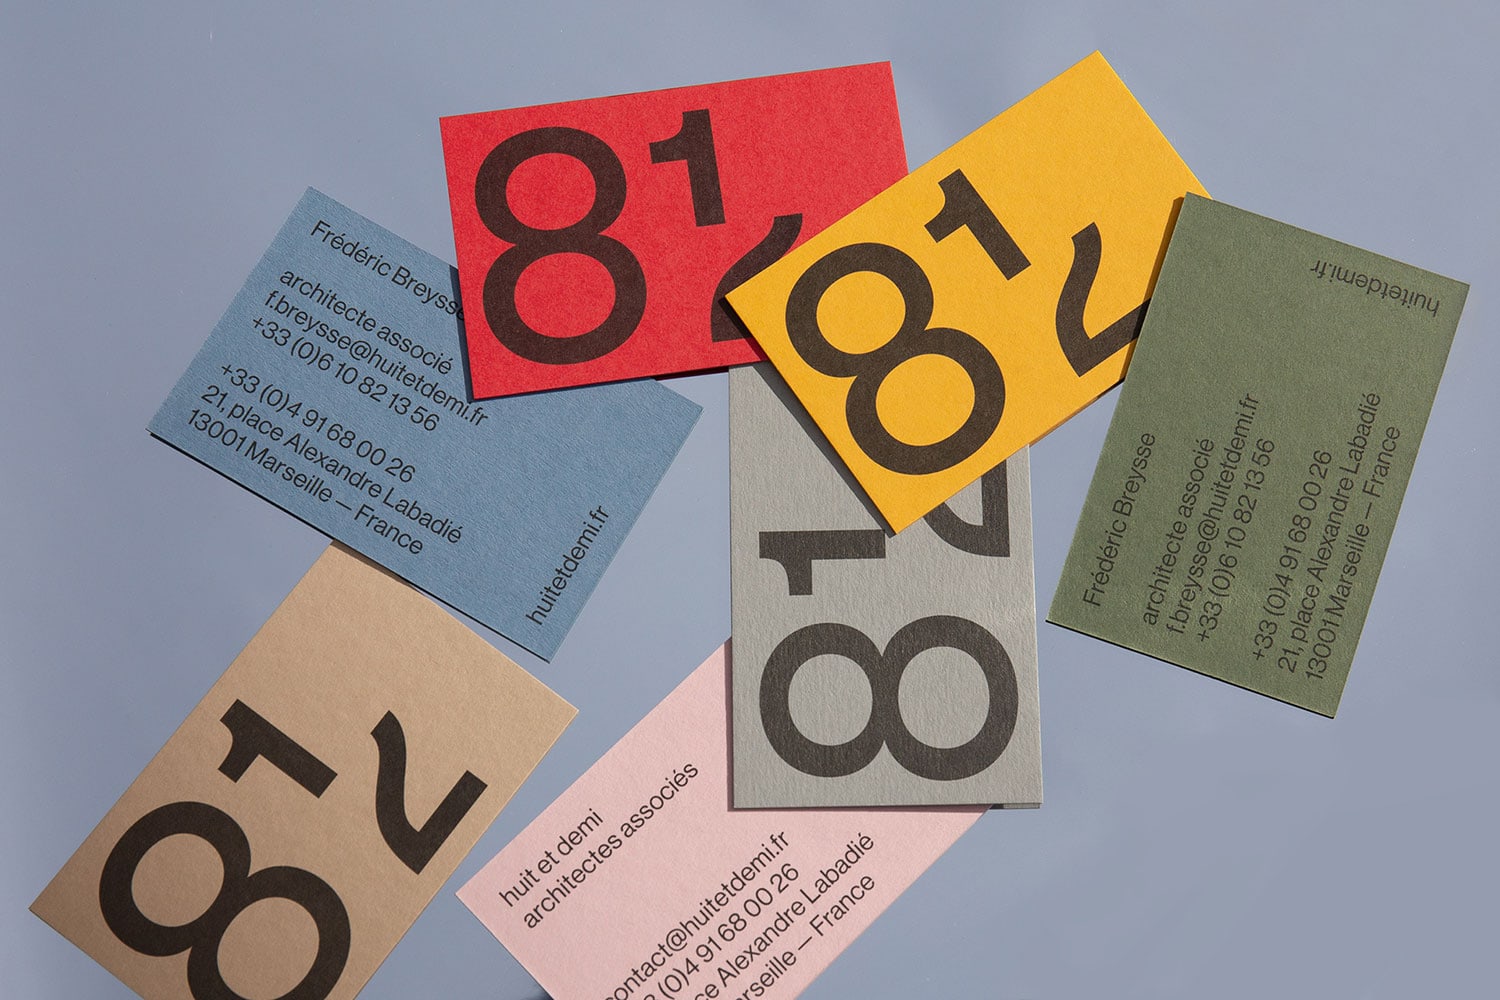 81
2
81
2
huitetdemi.fr
Frédéric Breysse
architecte associé
f.breysse@huitetdemi.fr
+33 (0)6 10 82 13 56
+33 (0)4 91 68 00 26
21, place Alexandre Labadié
13001 Marseille — France
huitetdemi.fr
Frédéric Breysse
architecte associé
f.breysse@huitetdemi.fr
+33 (0)6 10 82 13 56
+33 (0)4 91 68 00 26
21, place Alexandre Labadié
13001 Marseille — France
81
2
81
2
huit et demi
architectes associés
contact@huitetdemi.fr
(0)4 91 68 00 26
Alexandre Labadié
— France